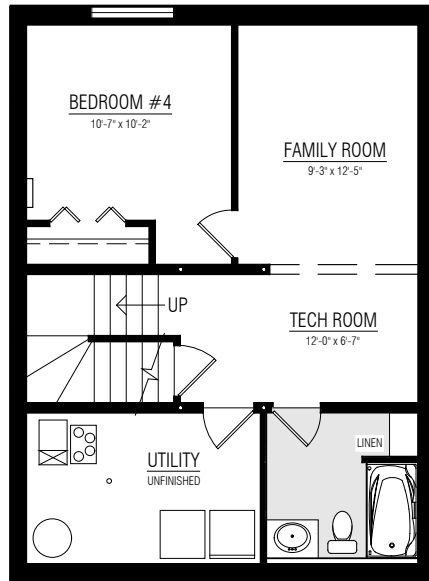 BEDROOM #4
10'-7" x 10'-2"
FAMILY ROOM
9'-3" x 12'-5"
UP
TECH ROOM
12'-0" x 6'-7"
LINEN
UTILITY
UNFINISHED